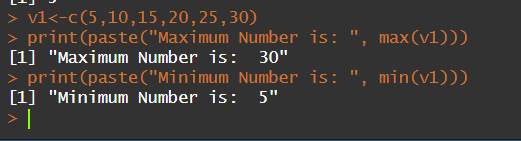 > v1<-c(5,10,15,20,25,30)
> print(paste("Maximum Number is: ", max(v1)))
[1] "Maximum Number is:  30"
> print(paste("Minimum Number is: ", min(v1)))
[1] "Minimum Number is:  5"
>